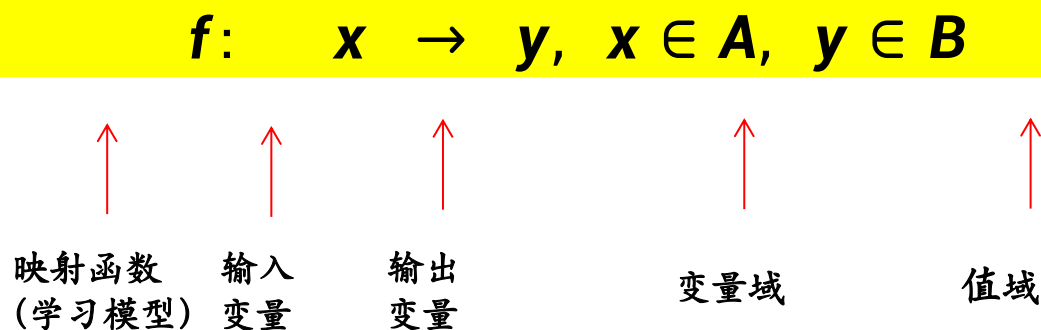 f: x → y, x ∈ A, y ∈ B
映射函数 输入 输出
变量域 值域
(学习模型) 变量 变量